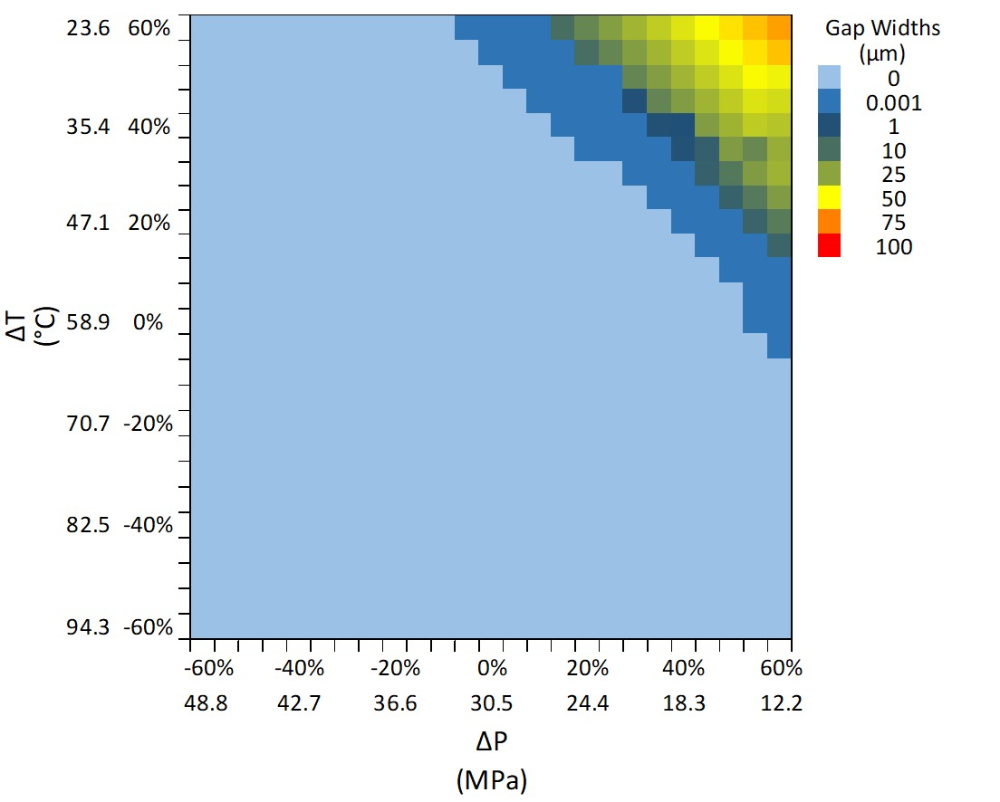 23.6 60%
35.4 40%
47.1 20%
58.9 0%
70.7 -20%
82.5 -40%
94.3 -60%
ΔT
(°C)
-60% -40% -20% 0% 20% 40% 60%
48.8 42.7 36.6 30.5 24.4 18.3 12.2
ΔP
(MPa)
Gap Widths
(µm)
0
0.001
1
10
25
50
75
100